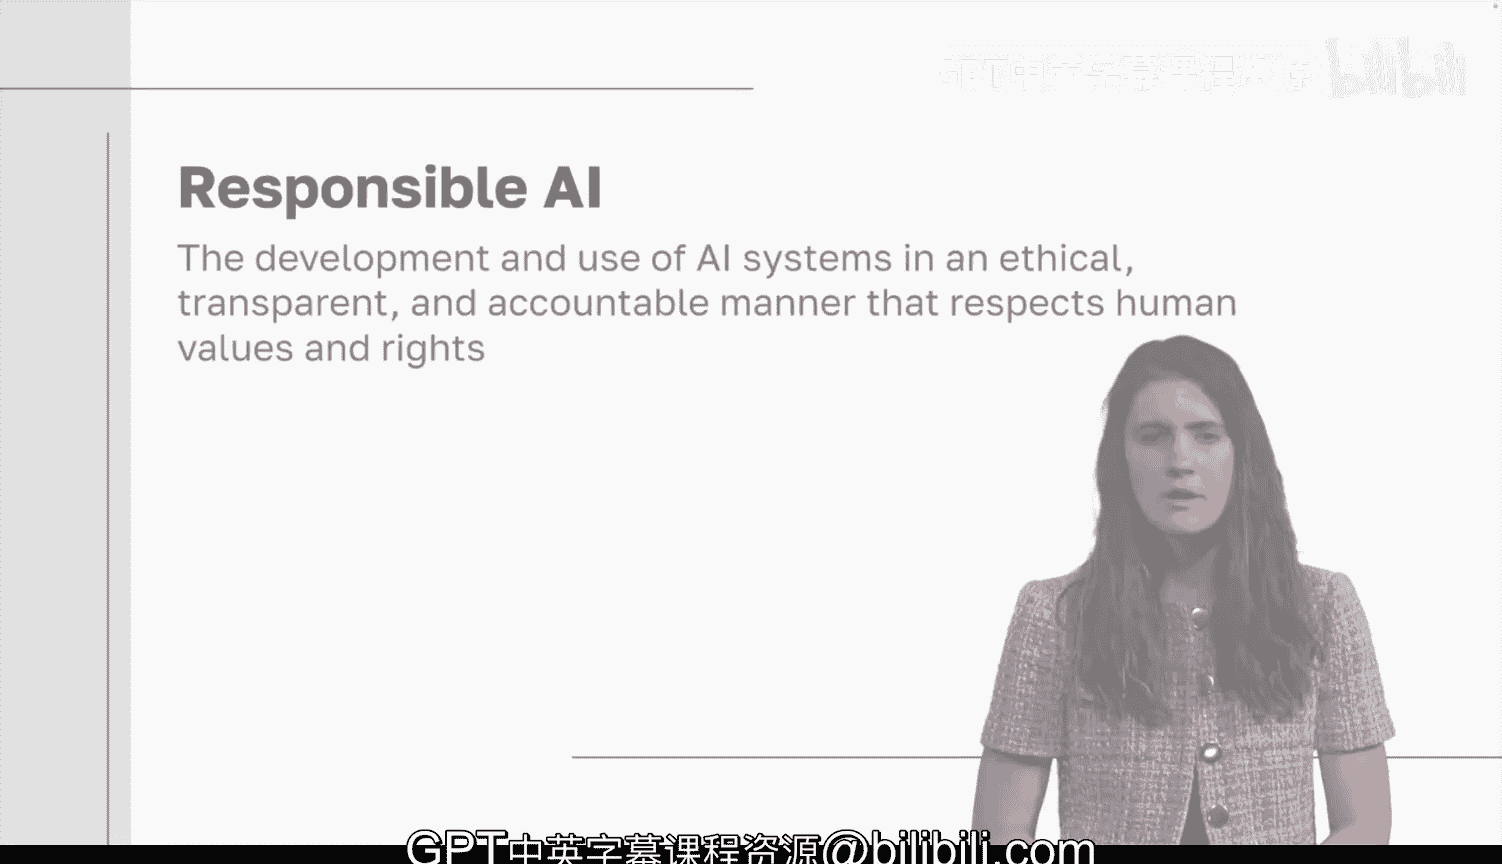 bilibili
Responsible AI
The development and use of AI systems in an ethical,
transparent, and accountable manner that respects human
values and rights
GPT中英字幕课程资源@bilibili.com